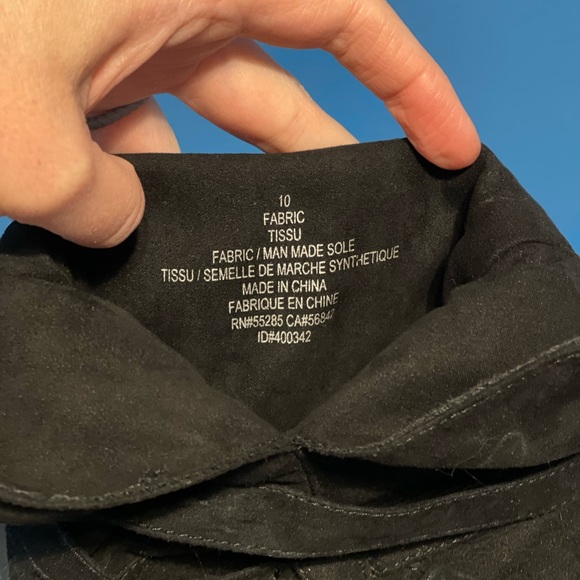 10
FABRIC
TISSU
FABRIC / MAN MADE SOLE
TISSU / SEMELLE DE MARCHE SYNTHETIQUE
MADE IN CHINA
FABRIQUE EN CHINE
RN#55285 CA#56842
ID#400342